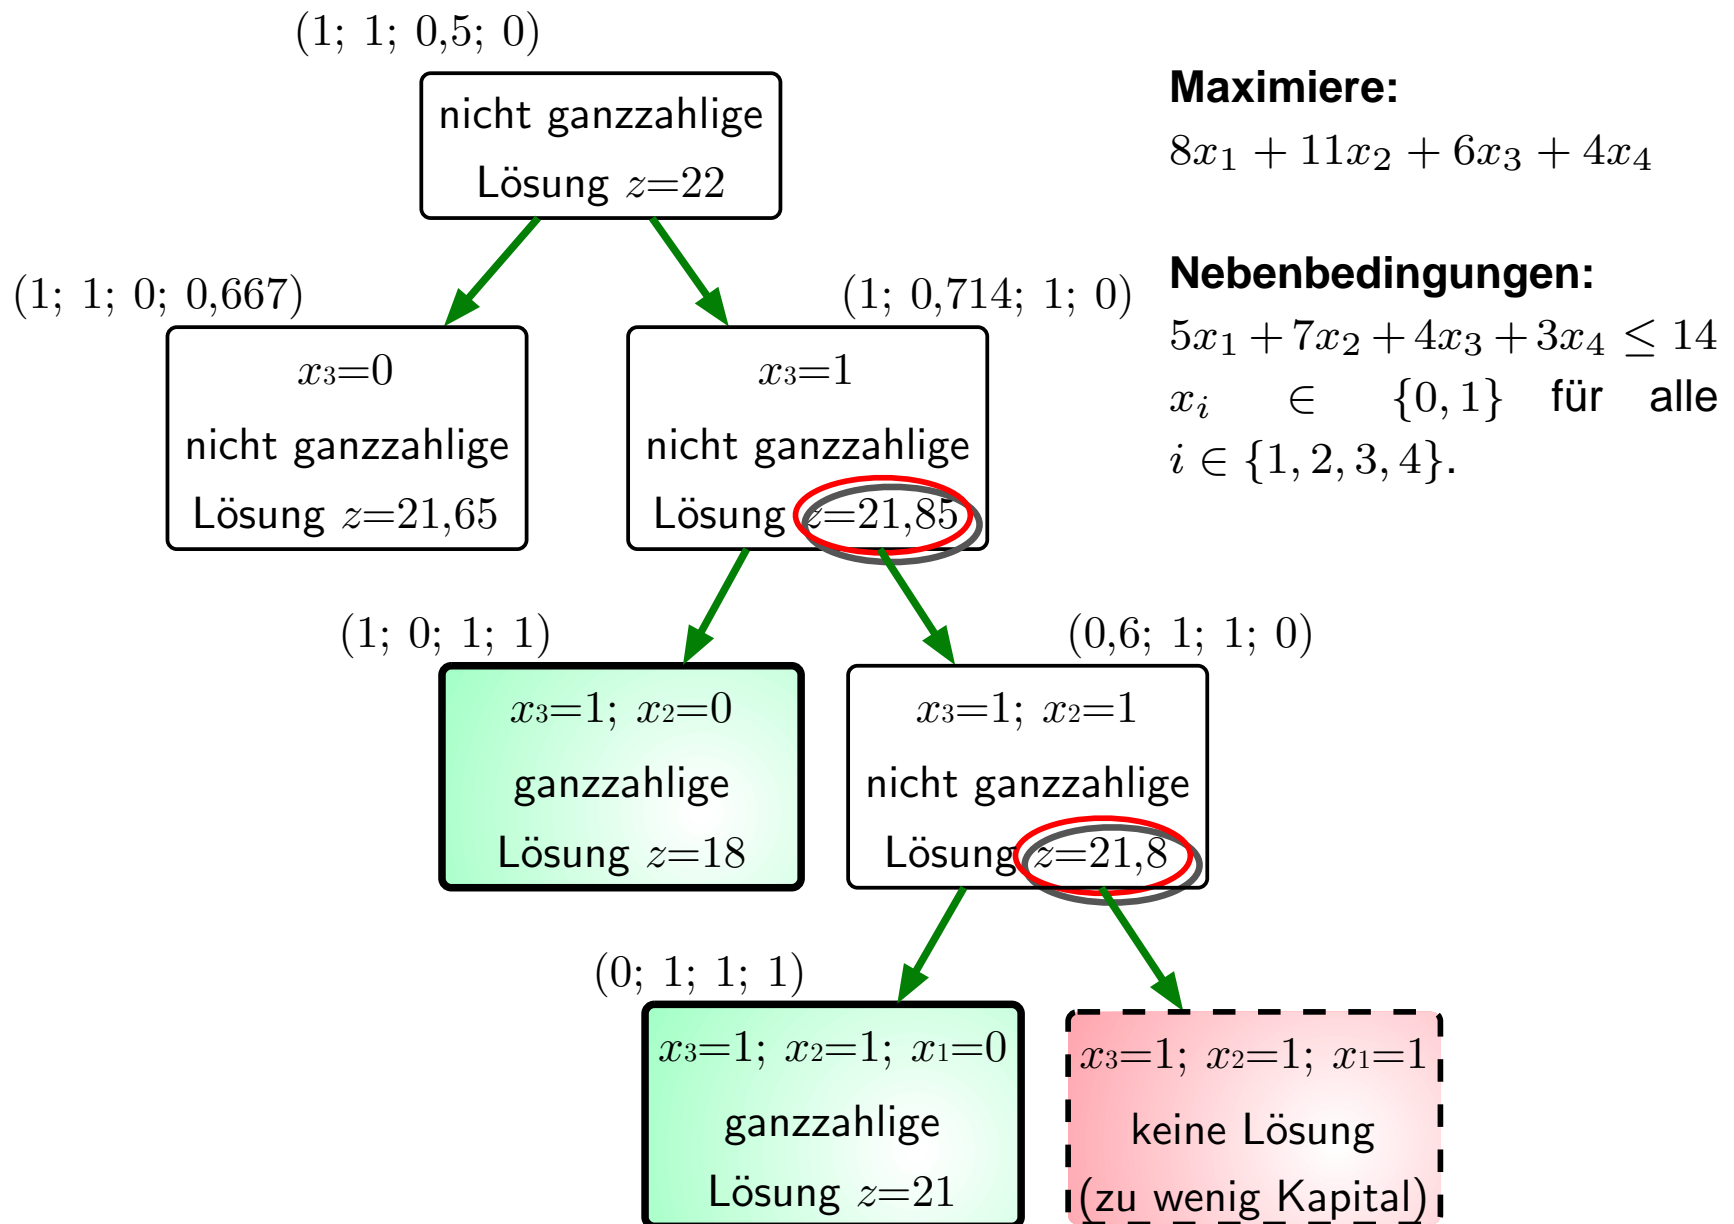 (1; 1; 0,5; 0)
nicht ganzzahlige
Lösung z=22
Maximiere:
8x₁ + 11x₂ + 6x₃ + 4x₄
Nebenbedingungen:
5x₁ + 7x₂ + 4x₃ + 3x₄ ≤ 14
xᵢ ∈ {0, 1} für alle
i ∈ {1, 2, 3, 4}.
(1; 1; 0; 0,667)
x₃=0
nicht ganzzahlige
Lösung z=21,65
(1; 0,714; 1; 0)
x₃=1
nicht ganzzahlige
Lösung z=21,85
(1; 0; 1; 1)
x₃=1; x₂=0
ganzzahlige
Lösung z=18
(0,6; 1; 1; 0)
x₃=1; x₂=1
nicht ganzzahlige
Lösung z=21,8
(0; 1; 1; 1)
x₃=1; x₂=1; x₁=0
ganzzahlige
Lösung z=21
x₃=1; x₂=1; x₁=1
keine Lösung
(zu wenig Kapital)